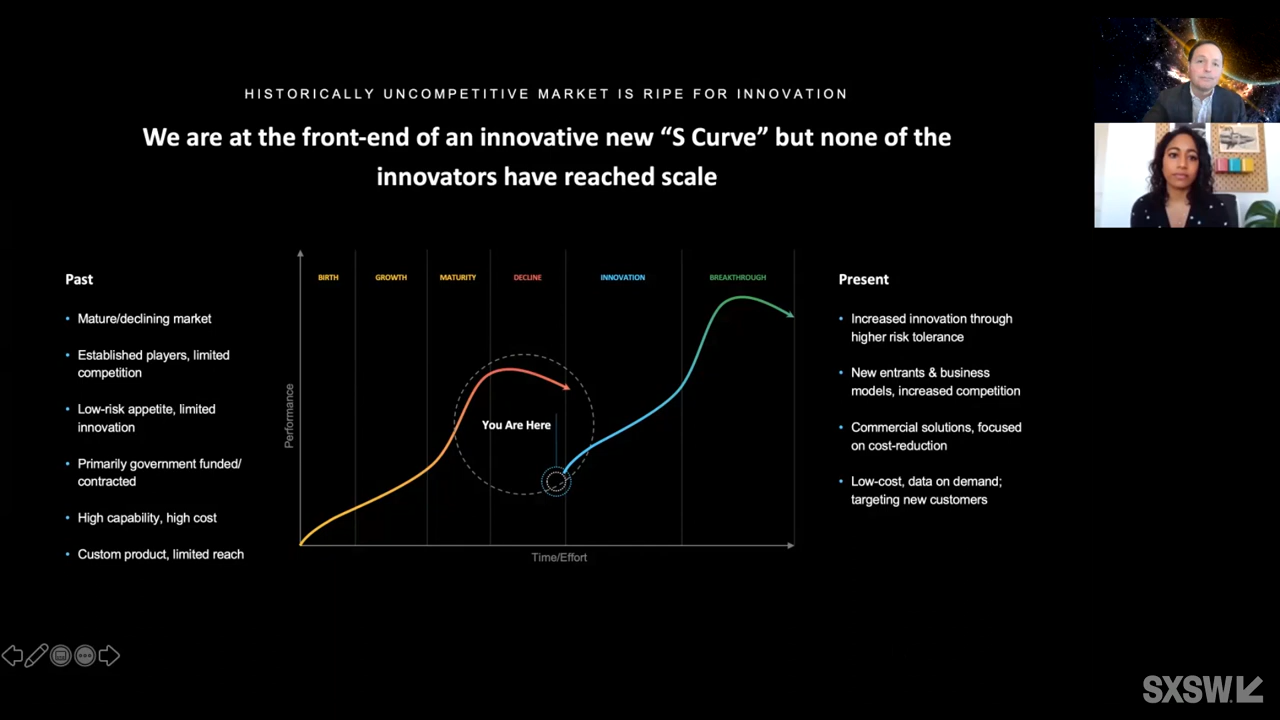 HISTORICALLY UNCOMPETITIVE MARKET IS RIPE FOR INNOVATION
We are at the front-end of an innovative new “S Curve” but none of the
innovators have reached scale
Past
• Mature/declining market
• Established players, limited
competition
• Low-risk appetite, limited
innovation
• Primarily government funded/
contracted
• High capability, high cost
• Custom product, limited reach
BIRTH
GROWTH
MATURITY
DECLINE
INNOVATION
BREAKTHROUGH
Performance
You Are Here
Time/Effort
Present
• Increased innovation through
higher risk tolerance
• New entrants & business
models, increased competition
• Commercial solutions, focused
on cost-reduction
• Low-cost, data on demand;
targeting new customers
SXSW.